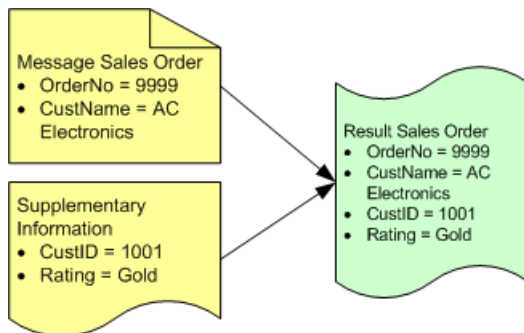 Message Sales Order
• OrderNo = 9999
• CustName = AC
Electronics
Supplementary
Information
• CustID = 1001
• Rating = Gold
Result Sales Order
• OrderNo = 9999
• CustName = AC
Electronics
• CustID = 1001
• Rating = Gold